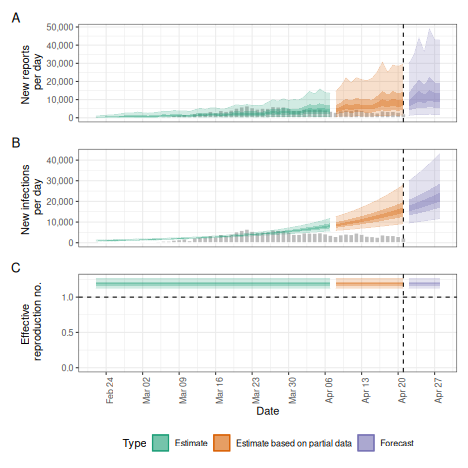 A
New reports
per day
50,000
40,000
30,000
20,000
10,000
0
B
New infections
per day
40,000
30,000
20,000
10,000
0
C
Effective
reproduction no.
1.0
0.5
0.0
Feb 24
Mar 02
Mar 09
Mar 16
Mar 23
Mar 30
Apr 06
Apr 13
Apr 20
Apr 27
Date
Type
Estimate
Estimate based on partial data
Forecast